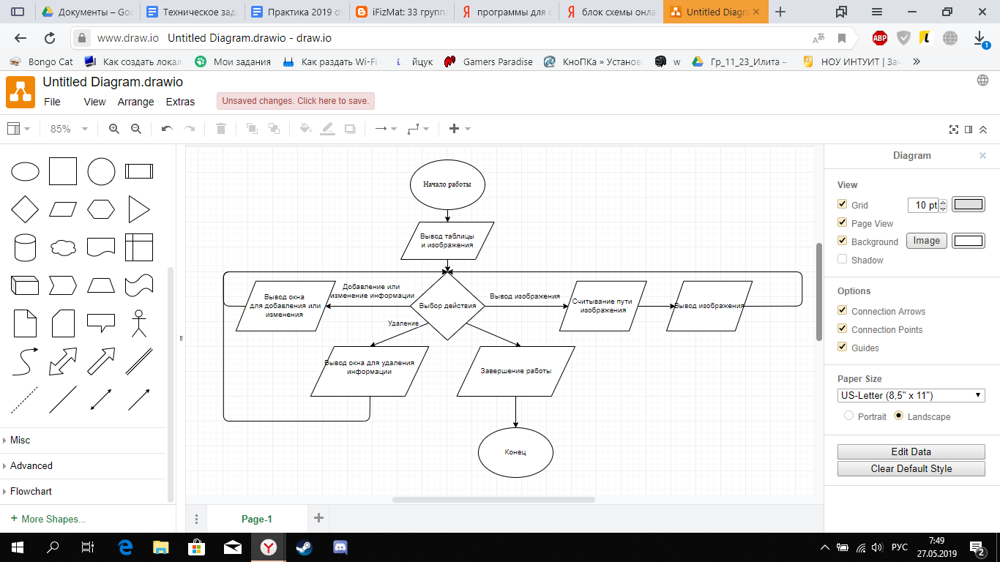 Документы – Goo
Техническое зад
Практика 2019 от
iFizMat: 33 групп
программы для с
блок схемы онла
Untitled Diagra
www.draw.io Untitled Diagram.drawio - draw.io
ABP
1
Bongo Cat
Как создать локал
Мои задания
Как раздать Wi-Fi
йцук
Gamers Paradise
КноПКа » Установ
w
Гр_11_23_Илита –
НОУ ИНТУИТ | Зач
Untitled Diagram.drawio
File View Arrange Extras
Unsaved changes. Click here to save.
85%
Начало работы
Вывод таблицы
и изображения
Добавление или
изменение информации
Вывод окна
для добавления или
изменения
Выбор действия
Вывод изображения
Считывание пути
изображения
Вывод изображения
Удаление
Вывод окна для удаления
информации
Завершение работы
Конец
Misc
Advanced
Flowchart
+ More Shapes...
Page-1
Diagram
View
Grid
10 pt
Page View
Background
Image
Shadow
Options
Connection Arrows
Connection Points
Guides
Paper Size
US-Letter (8,5" x 11")
Portrait
Landscape
Edit Data
Clear Default Style
РУС
7:49
27.05.2019
2